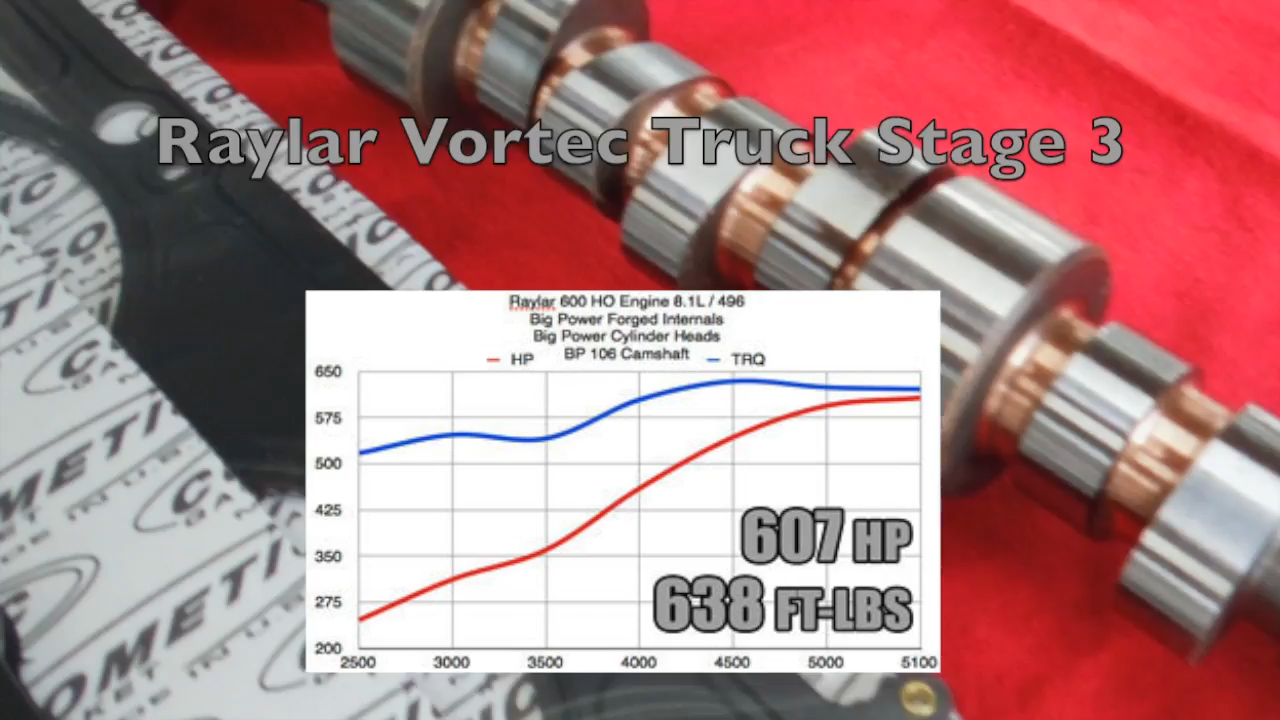 Raylar Vortec Truck Stage 3
Raylar 600 HO Engine 8.1L / 496
Big Power Forged Internals
Big Power Cylinder Heads
HP BP 106 Camshaft TRQ
650
575
500
425
350
275
200
2500 3000 3500 4000 4500 5000 5100
607 HP
638 FT-LBS
COMETIC